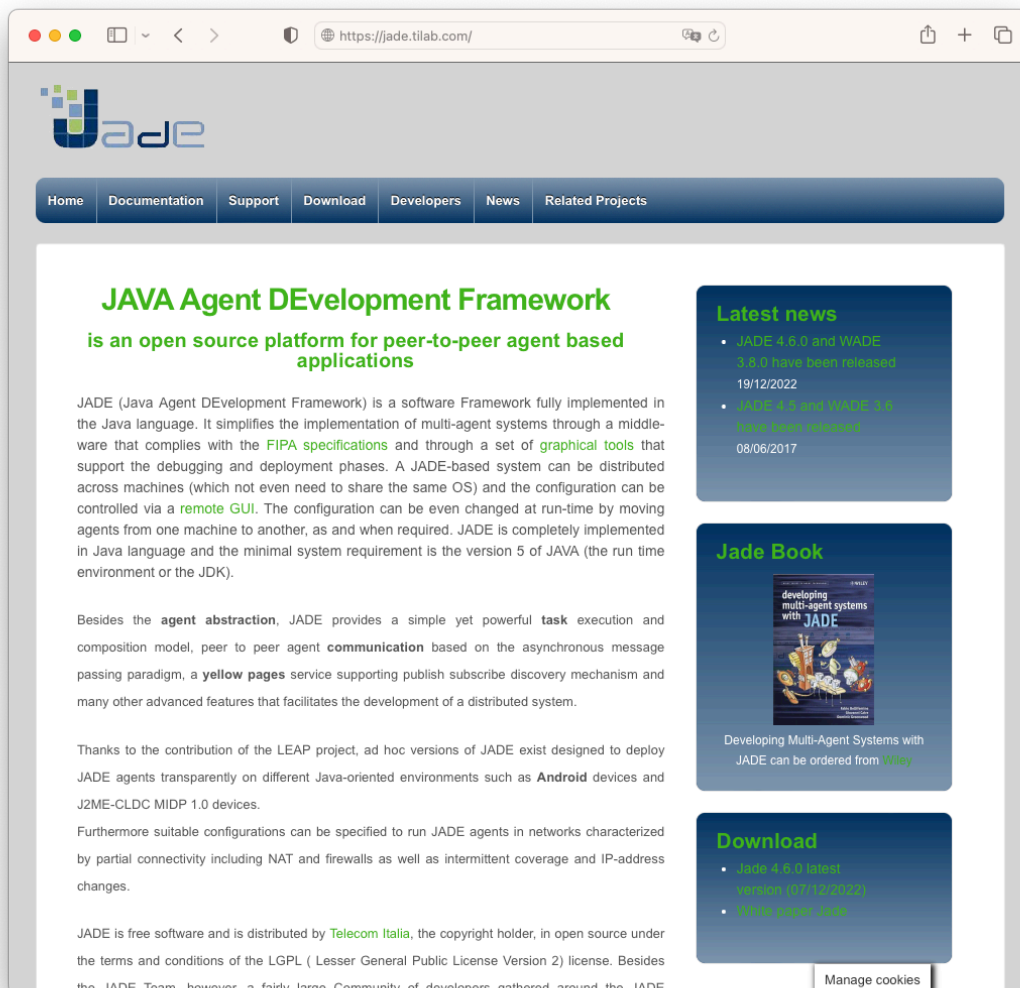 https://jade.tilab.com/
Jade
Home
Documentation
Support
Download
Developers
News
Related Projects
JAVA Agent DEvelopment Framework
is an open source platform for peer-to-peer agent based
applications
JADE (Java Agent DEvelopment Framework) is a software Framework fully implemented in
the Java language. It simplifies the implementation of multi-agent systems through a middle-
ware that complies with the FIPA specifications and through a set of graphical tools that
support the debugging and deployment phases. A JADE-based system can be distributed
across machines (which not even need to share the same OS) and the configuration can be
controlled via a remote GUI. The configuration can be even changed at run-time by moving
agents from one machine to another, as and when required. JADE is completely implemented
in Java language and the minimal system requirement is the version 5 of JAVA (the run time
environment or the JDK).
Besides the agent abstraction, JADE provides a simple yet powerful task execution and
composition model, peer to peer agent communication based on the asynchronous message
passing paradigm, a yellow pages service supporting publish subscribe discovery mechanism and
many other advanced features that facilitates the development of a distributed system.
Thanks to the contribution of the LEAP project, ad hoc versions of JADE exist designed to deploy
JADE agents transparently on different Java-oriented environments such as Android devices and
J2ME-CLDC MIDP 1.0 devices.
Furthermore suitable configurations can be specified to run JADE agents in networks characterized
by partial connectivity including NAT and firewalls as well as intermittent coverage and IP-address
changes.
JADE is free software and is distributed by Telecom Italia, the copyright holder, in open source under
the terms and conditions of the LGPL ( Lesser General Public License Version 2) license. Besides
the JADE Team, however, a fairly large Community of developers gathered around the JADE
Latest news
JADE 4.6.0 and WADE
3.8.0 have been released
19/12/2022
JADE 4.5 and WADE 3.6
have been released
08/06/2017
Jade Book
WILEY
developing
multi-agent systems
with JADE
Developing Multi-Agent Systems with
JADE can be ordered from Wiley
Download
Jade 4.6.0 latest
version (07/12/2022)
White paper Jade
Manage cookies